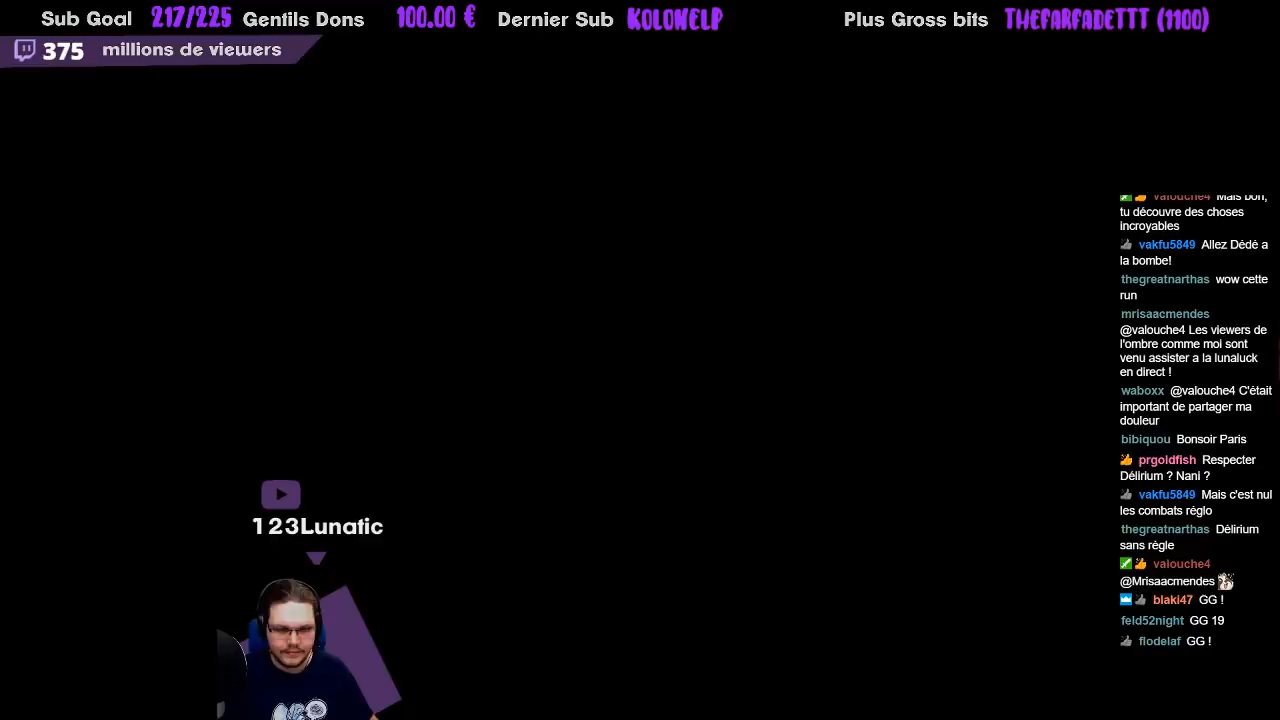 Sub Goal 217/225 Gentils Dons 100.00 € Dernier Sub KOLONELP Plus Gross bits THEFARFADETTT (1100)
375 millions de viewers
valouche4 Mais bon,
tu découvre des choses
incroyables
vakfu5849 Allez Dédé a
la bombe!
thegreatnarthas wow cette
run
mrisaacmendes
@valouche4 Les viewers de
l'ombre comme moi sont
venu assister a la lunaluck
en direct !
waboxx @valouche4 C'était
important de partager ma
douleur
bibiquou Bonsoir Paris
prgoldfish Respecter
Délirium ? Nani ?
vakfu5849 Mais c'est nul
les combats réglo
thegreatnarthas Délirium
sans règle
valouche4
@Mrisaacmendes
blaki47 GG !
feld52night GG 19
flodelaf GG !
123Lunatic